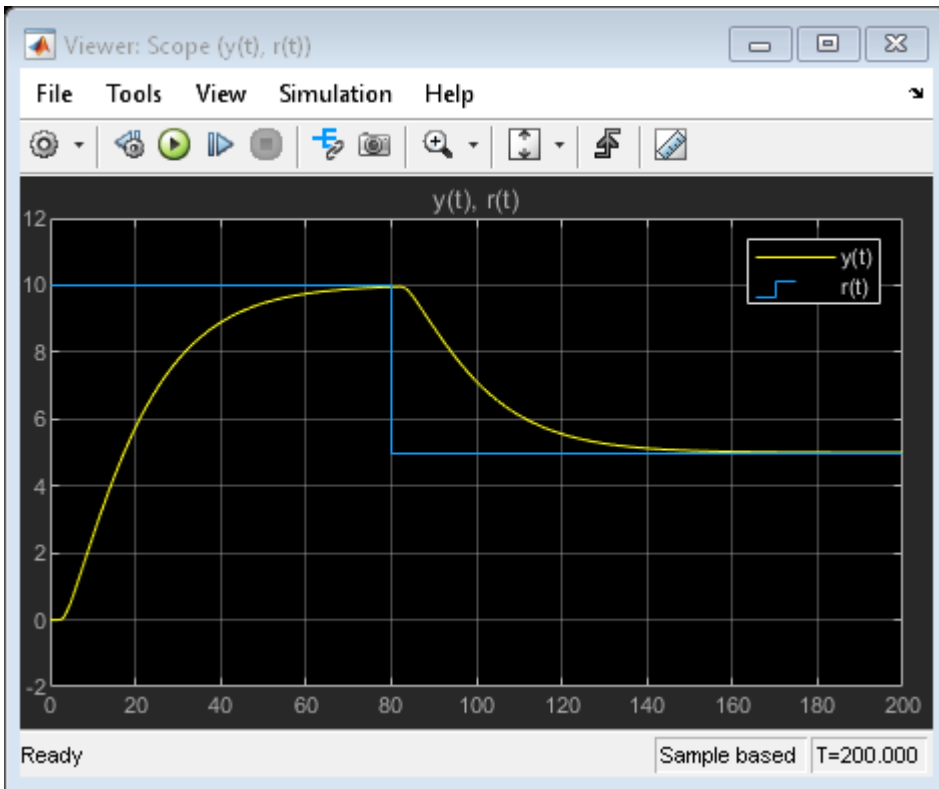 Viewer: Scope (y(t), r(t))
File Tools View Simulation Help
y(t), r(t)
12
10
8
6
4
2
0
-2
y(t)
r(t)
0 20 40 60 80 100 120 140 160 180 200
Ready Sample based T=200.000